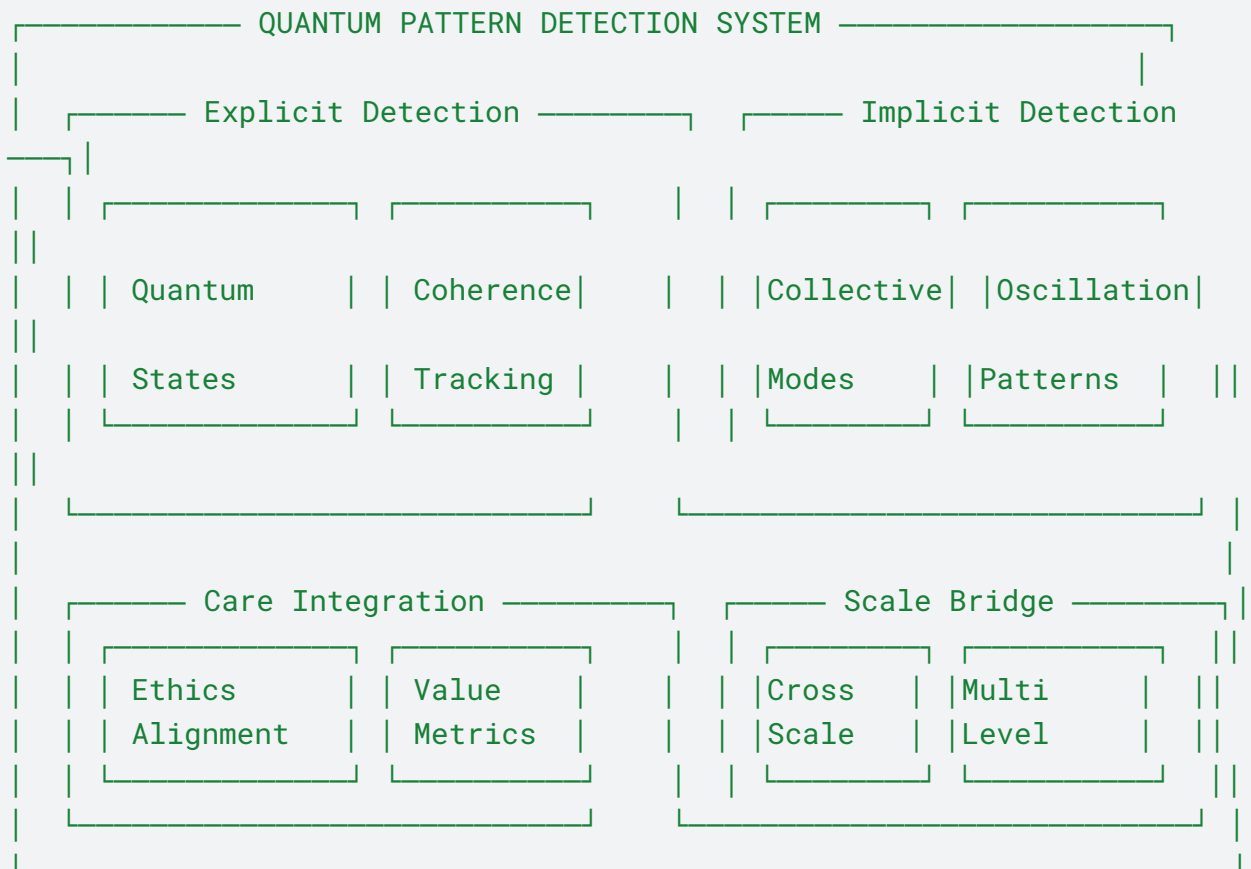 QUANTUM PATTERN DETECTION SYSTEM
Explicit Detection Implicit Detection
Quantum Coherence Collective Oscillation
States Tracking Modes Patterns
Care Integration Scale Bridge
Ethics Value Cross Multi
Alignment Metrics Scale Level